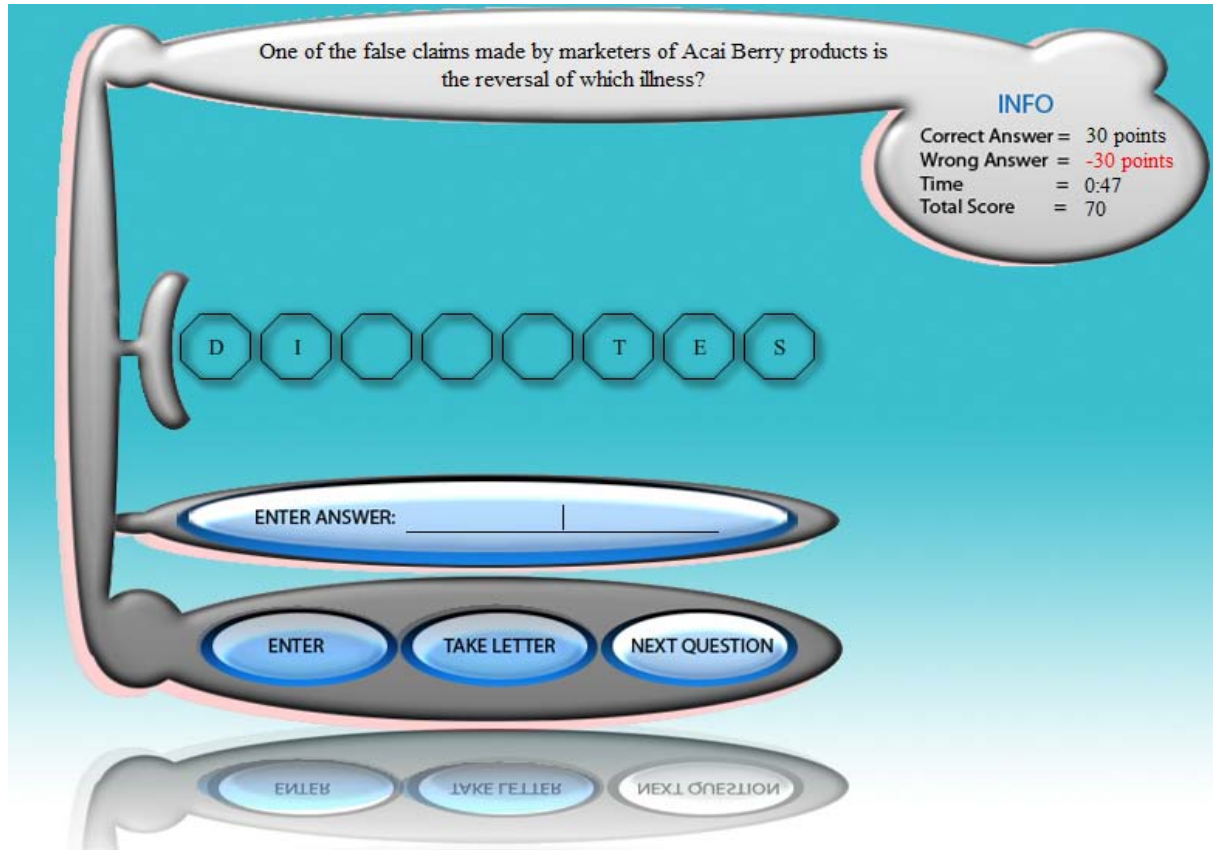 One of the false claims made by marketers of Acai Berry products is
the reversal of which illness?
INFO
Correct Answer = 30 points
Wrong Answer = -30 points
Time = 0:47
Total Score = 70
D I T E S
ENTER ANSWER:
ENTER TAKE LETTER NEXT QUESTION
ENTER TAKE LETTER NEXT QUESTION